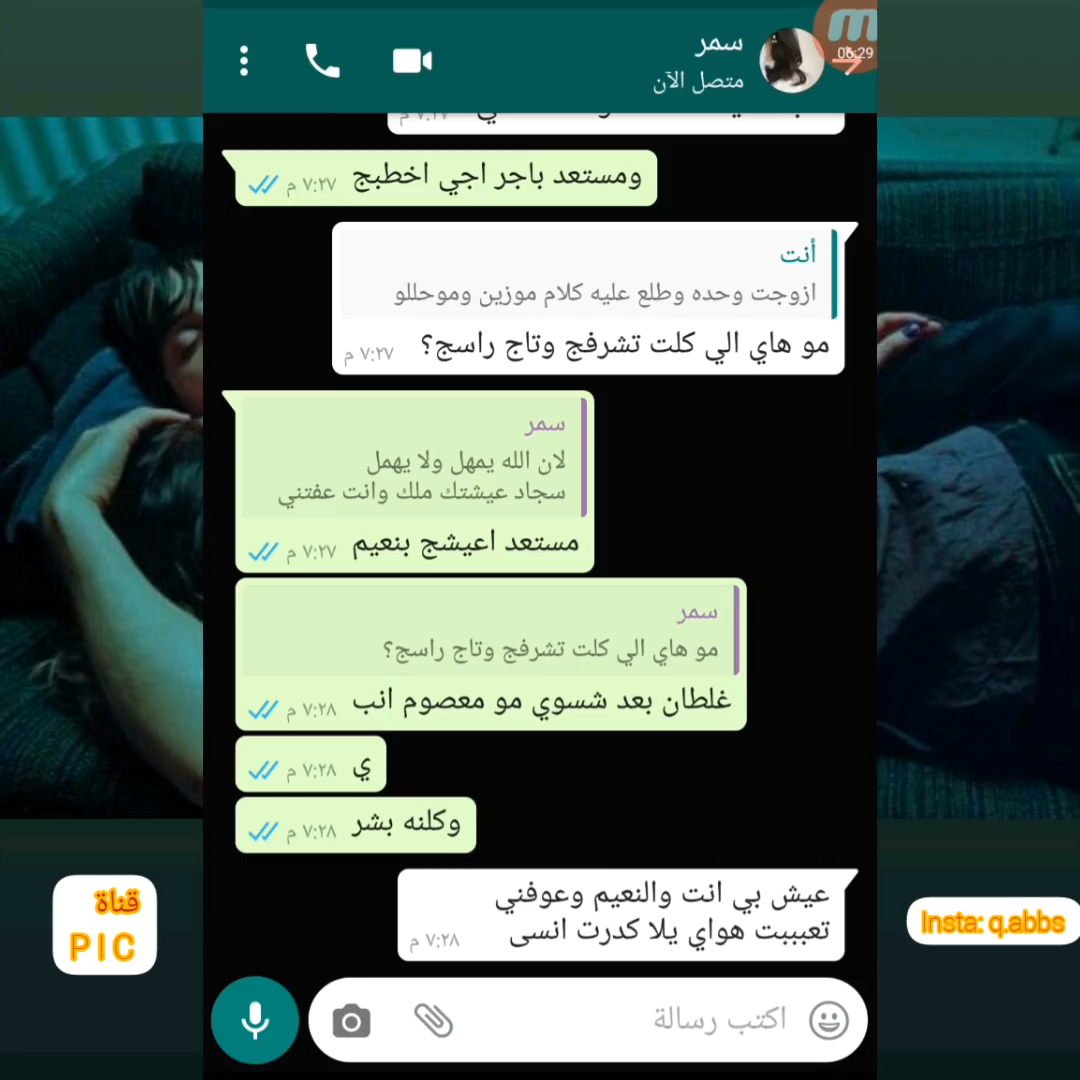 سمر
متصل الآن
06:29
ومستعد باجر اجي اخطبج
٧:٢٧ م
أنت
ازوجت وحده وطلع عليه كلام موزين وموحللو
مو هاي الي كلت تشرفج وتاج راسج؟
٧:٢٧ م
سمر
لان الله يمهل ولا يهمل
سجاد عيشتك ملك وانت عفتني
مستعد اعيشج بنعيم
٧:٢٧ م
سمر
مو هاي الي كلت تشرفج وتاج راسج؟
غلطان بعد شسوي مو معصوم انب
٧:٢٨ م
ي
٧:٢٨ م
وكلنه بشر
٧:٢٨ م
عيش بي انت والنعيم وعوفني
تعبببت هواي يلا كدرت انسى
٧:٢٨ م
اكتب رسالة
قناة
PIC
Insta: q.abbs